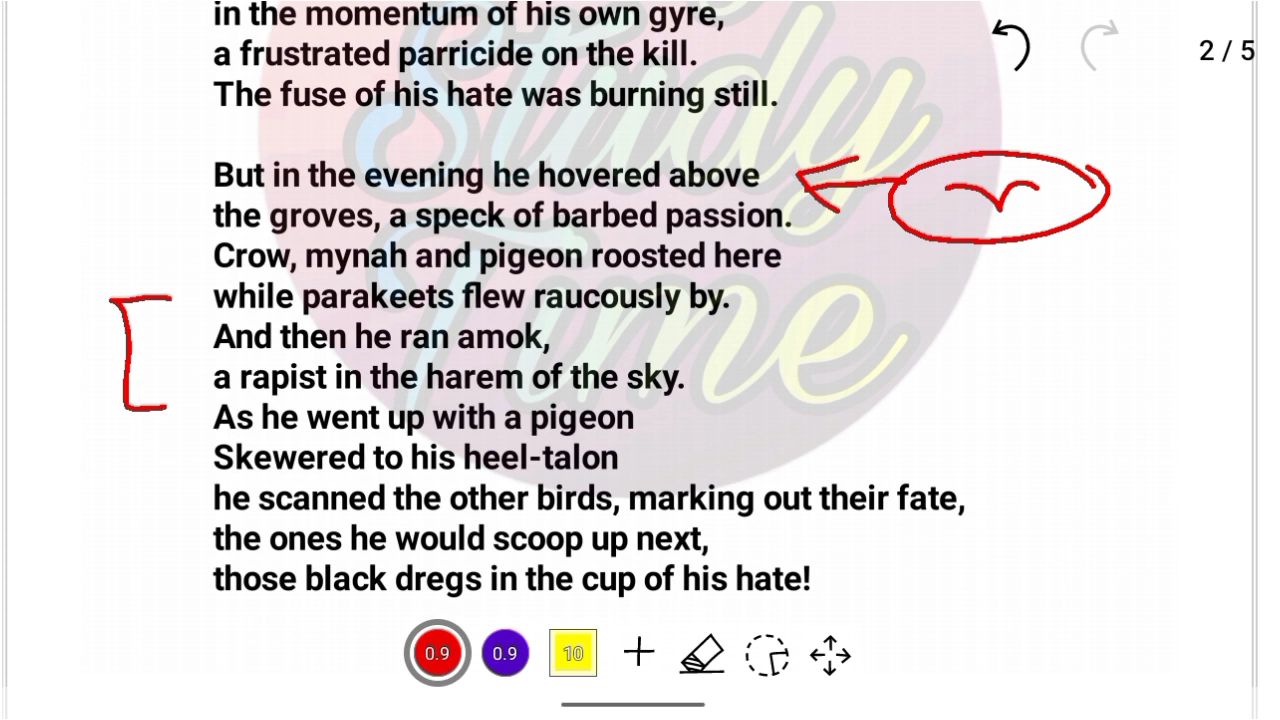 in the momentum of his own gyre,
a frustrated parricide on the kill.
The fuse of his hate was burning still.
2 / 5
But in the evening he hovered above
the groves, a speck of barbed passion.
Crow, mynah and pigeon roosted here
while parakeets flew raucously by.
And then he ran amok,
a rapist in the harem of the sky.
As he went up with a pigeon
Skewered to his heel-talon
he scanned the other birds, marking out their fate,
the ones he would scoop up next,
those black dregs in the cup of his hate!
Study
Time
0.9 0.9 10